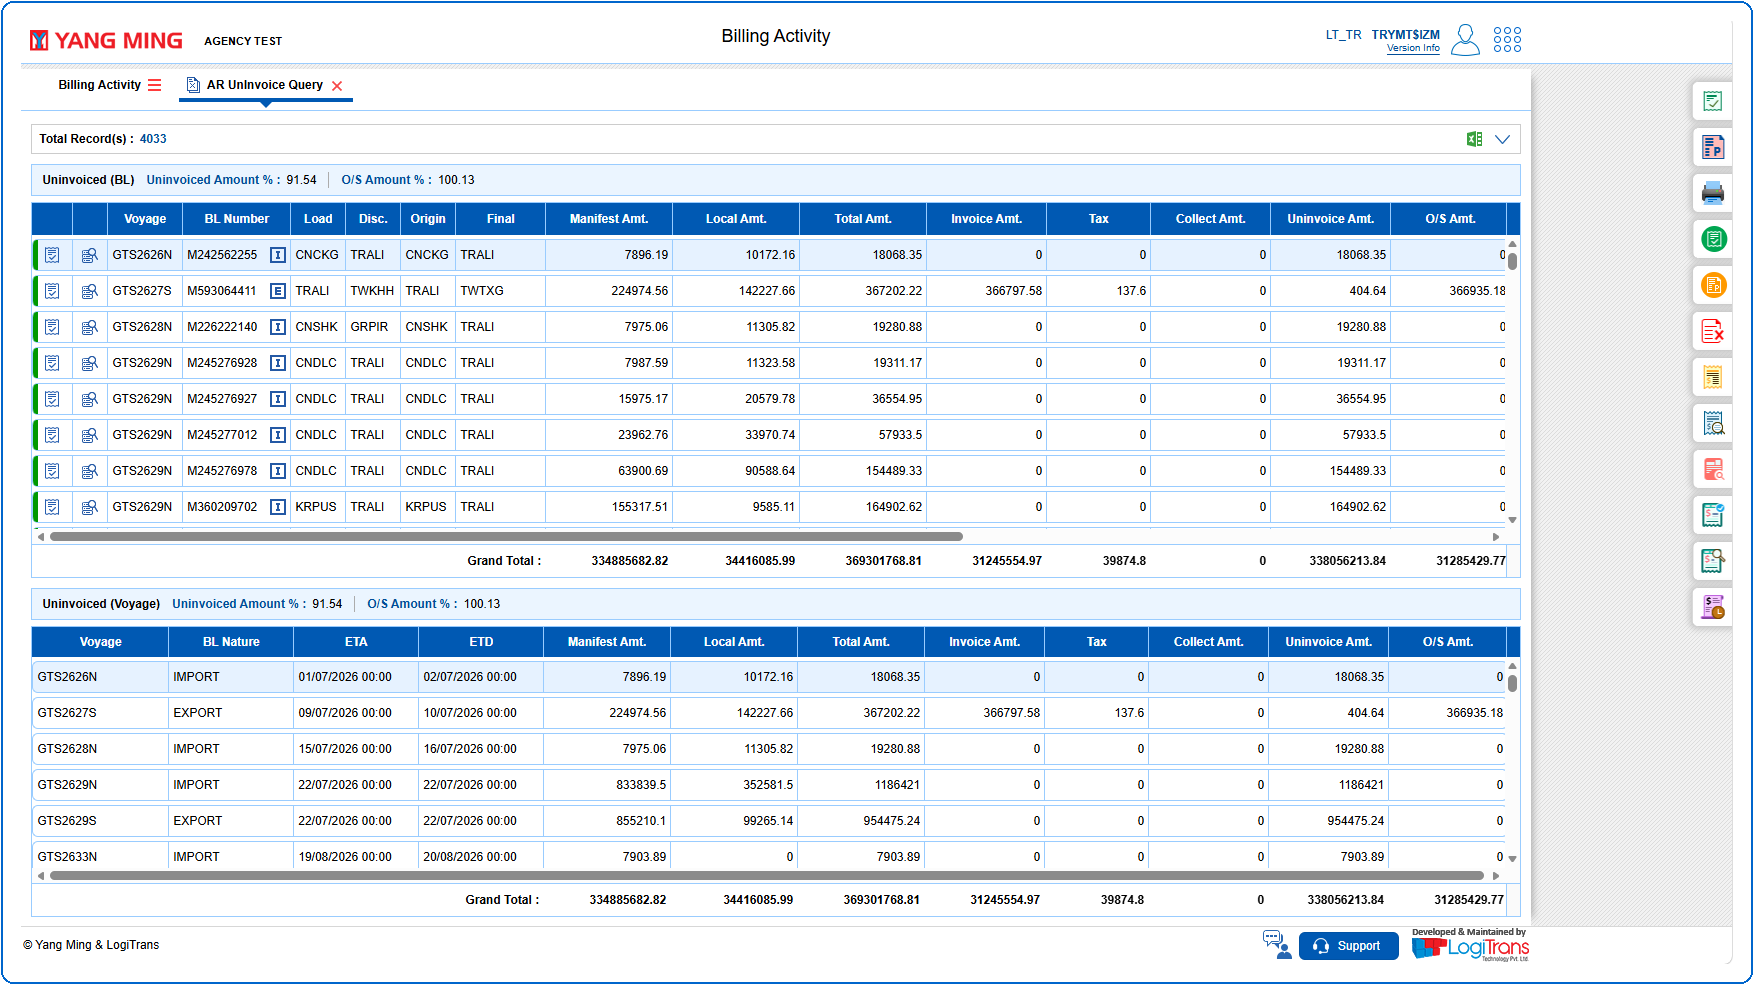 YANG MING AGENCY TEST
Billing Activity
LT_TR TRYMT$IZM
Version Info
Billing Activity AR UnInvoice Query
Total Record(s) : 4033
Uninvoiced (BL) Uninvoiced Amount % : 91.54 O/S Amount % : 100.13
Voyage BL Number Load Disc. Origin Final Manifest Amt. Local Amt. Total Amt. Invoice Amt. Tax Collect Amt. Uninvoice Amt. O/S Amt.
GTS2626N M242562255 I CNCKG TRALI CNCKG TRALI 7896.19 10172.16 18068.35 0 0 0 18068.35 0
GTS2627S M593064411 E TRALI TWKHH TRALI TWTXG 224974.56 142227.66 367202.22 366797.58 137.6 0 404.64 366935.18
GTS2628N M226222140 I CNSHK GRPIR CNSHK TRALI 7975.06 11305.82 19280.88 0 0 0 19280.88 0
GTS2629N M245276928 I CNDLC TRALI CNDLC TRALI 7987.59 11323.58 19311.17 0 0 0 19311.17 0
GTS2629N M245276927 I CNDLC TRALI CNDLC TRALI 15975.17 20579.78 36554.95 0 0 0 36554.95 0
GTS2629N M245277012 I CNDLC TRALI CNDLC TRALI 23962.76 33970.74 57933.5 0 0 0 57933.5 0
GTS2629N M245276978 I CNDLC TRALI CNDLC TRALI 63900.69 90588.64 154489.33 0 0 0 154489.33 0
GTS2629N M360209702 I KRPUS TRALI KRPUS TRALI 155317.51 9585.11 164902.62 0 0 0 164902.62 0
Grand Total : 334885682.82 34416085.99 369301768.81 31245554.97 39874.8 0 338056213.84 31285429.77
Uninvoiced (Voyage) Uninvoiced Amount % : 91.54 O/S Amount % : 100.13
Voyage BL Nature ETA ETD Manifest Amt. Local Amt. Total Amt. Invoice Amt. Tax Collect Amt. Uninvoice Amt. O/S Amt.
GTS2626N IMPORT 01/07/2026 00:00 02/07/2026 00:00 7896.19 10172.16 18068.35 0 0 0 18068.35 0
GTS2627S EXPORT 09/07/2026 00:00 10/07/2026 00:00 224974.56 142227.66 367202.22 366797.58 137.6 0 404.64 366935.18
GTS2628N IMPORT 15/07/2026 00:00 16/07/2026 00:00 7975.06 11305.82 19280.88 0 0 0 19280.88 0
GTS2629N IMPORT 22/07/2026 00:00 22/07/2026 00:00 833839.5 352581.5 1186421 0 0 0 1186421 0
GTS2629S EXPORT 22/07/2026 00:00 22/07/2026 00:00 855210.1 99265.14 954475.24 0 0 0 954475.24 0
GTS2633N IMPORT 19/08/2026 00:00 20/08/2026 00:00 7903.89 0 7903.89 0 0 0 7903.89 0
Grand Total : 334885682.82 34416085.99 369301768.81 31245554.97 39874.8 0 338056213.84 31285429.77
© Yang Ming & LogiTrans
Support
Developed & Maintained by
LogiTrans
Technology Pvt. Ltd.